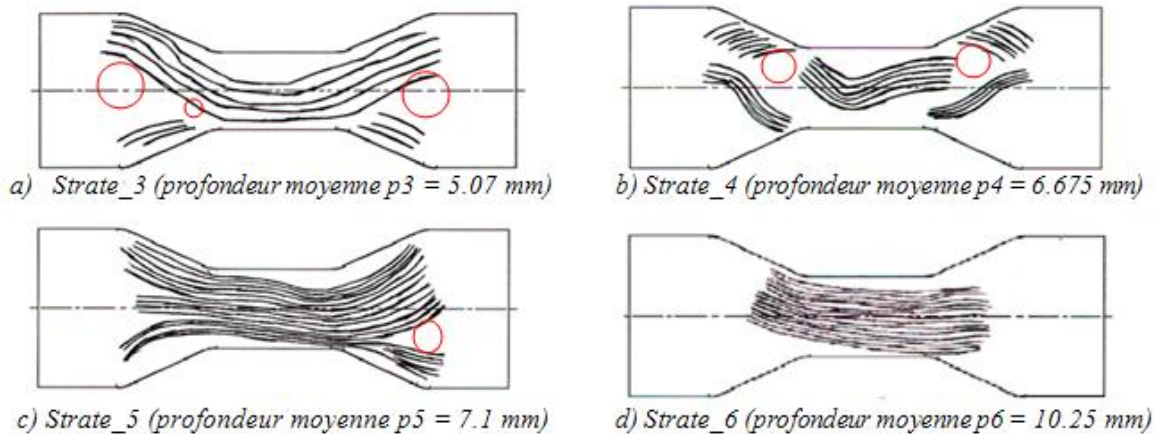 a) Strate_3 (profondeur moyenne p3 = 5.07 mm)
b) Strate_4 (profondeur moyenne p4 = 6.675 mm)
c) Strate_5 (profondeur moyenne p5 = 7.1 mm)
d) Strate_6 (profondeur moyenne p6 = 10.25 mm)